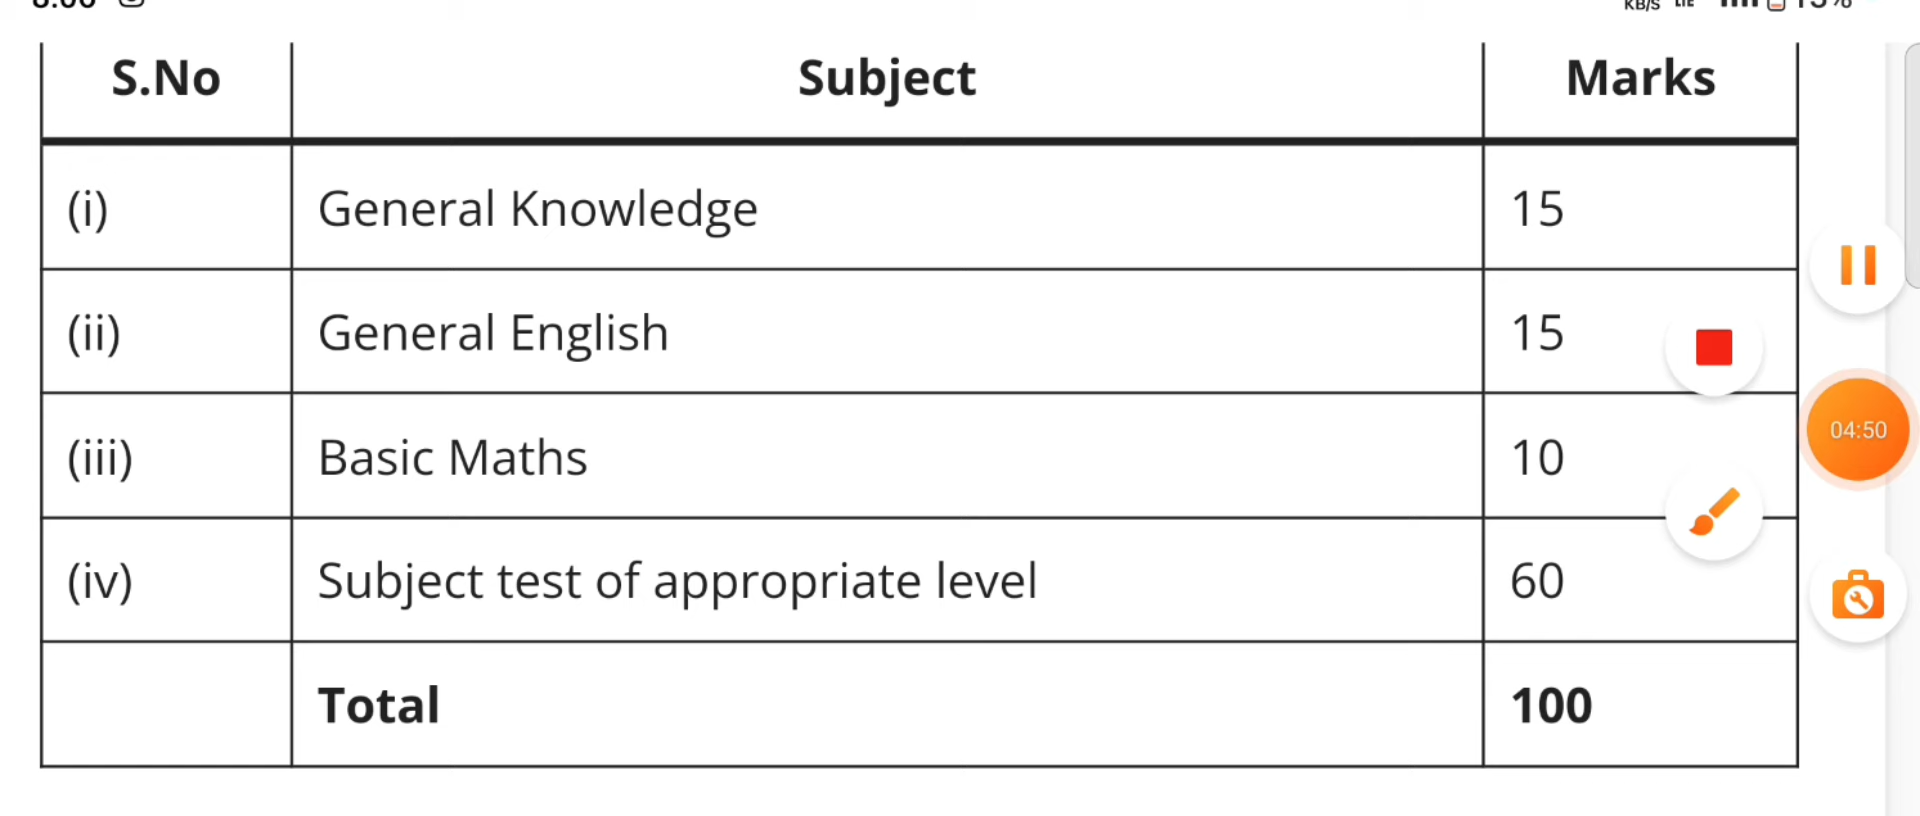 S.No Subject Marks
(i) General Knowledge 15
(ii) General English 15
(iii) Basic Maths 10
(iv) Subject test of appropriate level 60
Total 100
04:50